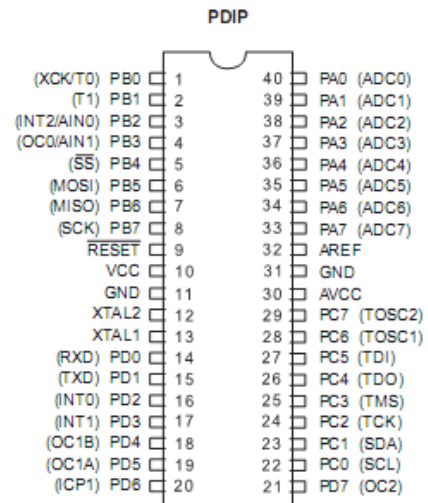 PDIP
(XCK/T0) PB0 1 40 PA0 (ADC0)
(T1) PB1 2 39 PA1 (ADC1)
(INT2/AIN0) PB2 3 38 PA2 (ADC2)
(OC0/AIN1) PB3 4 37 PA3 (ADC3)
(S̅S̅) PB4 5 36 PA4 (ADC4)
(MOSI) PB5 6 35 PA5 (ADC5)
(MISO) PB6 7 34 PA6 (ADC6)
(SCK) PB7 8 33 PA7 (ADC7)
R̅E̅S̅E̅T̅ 9 32 AREF
VCC 10 31 GND
GND 11 30 AVCC
XTAL2 12 29 PC7 (TOSC2)
XTAL1 13 28 PC6 (TOSC1)
(RXD) PD0 14 27 PC5 (TDI)
(TXD) PD1 15 26 PC4 (TDO)
(INT0) PD2 16 25 PC3 (TMS)
(INT1) PD3 17 24 PC2 (TCK)
(OC1B) PD4 18 23 PC1 (SDA)
(OC1A) PD5 19 22 PC0 (SCL)
(ICP1) PD6 20 21 PD7 (OC2)